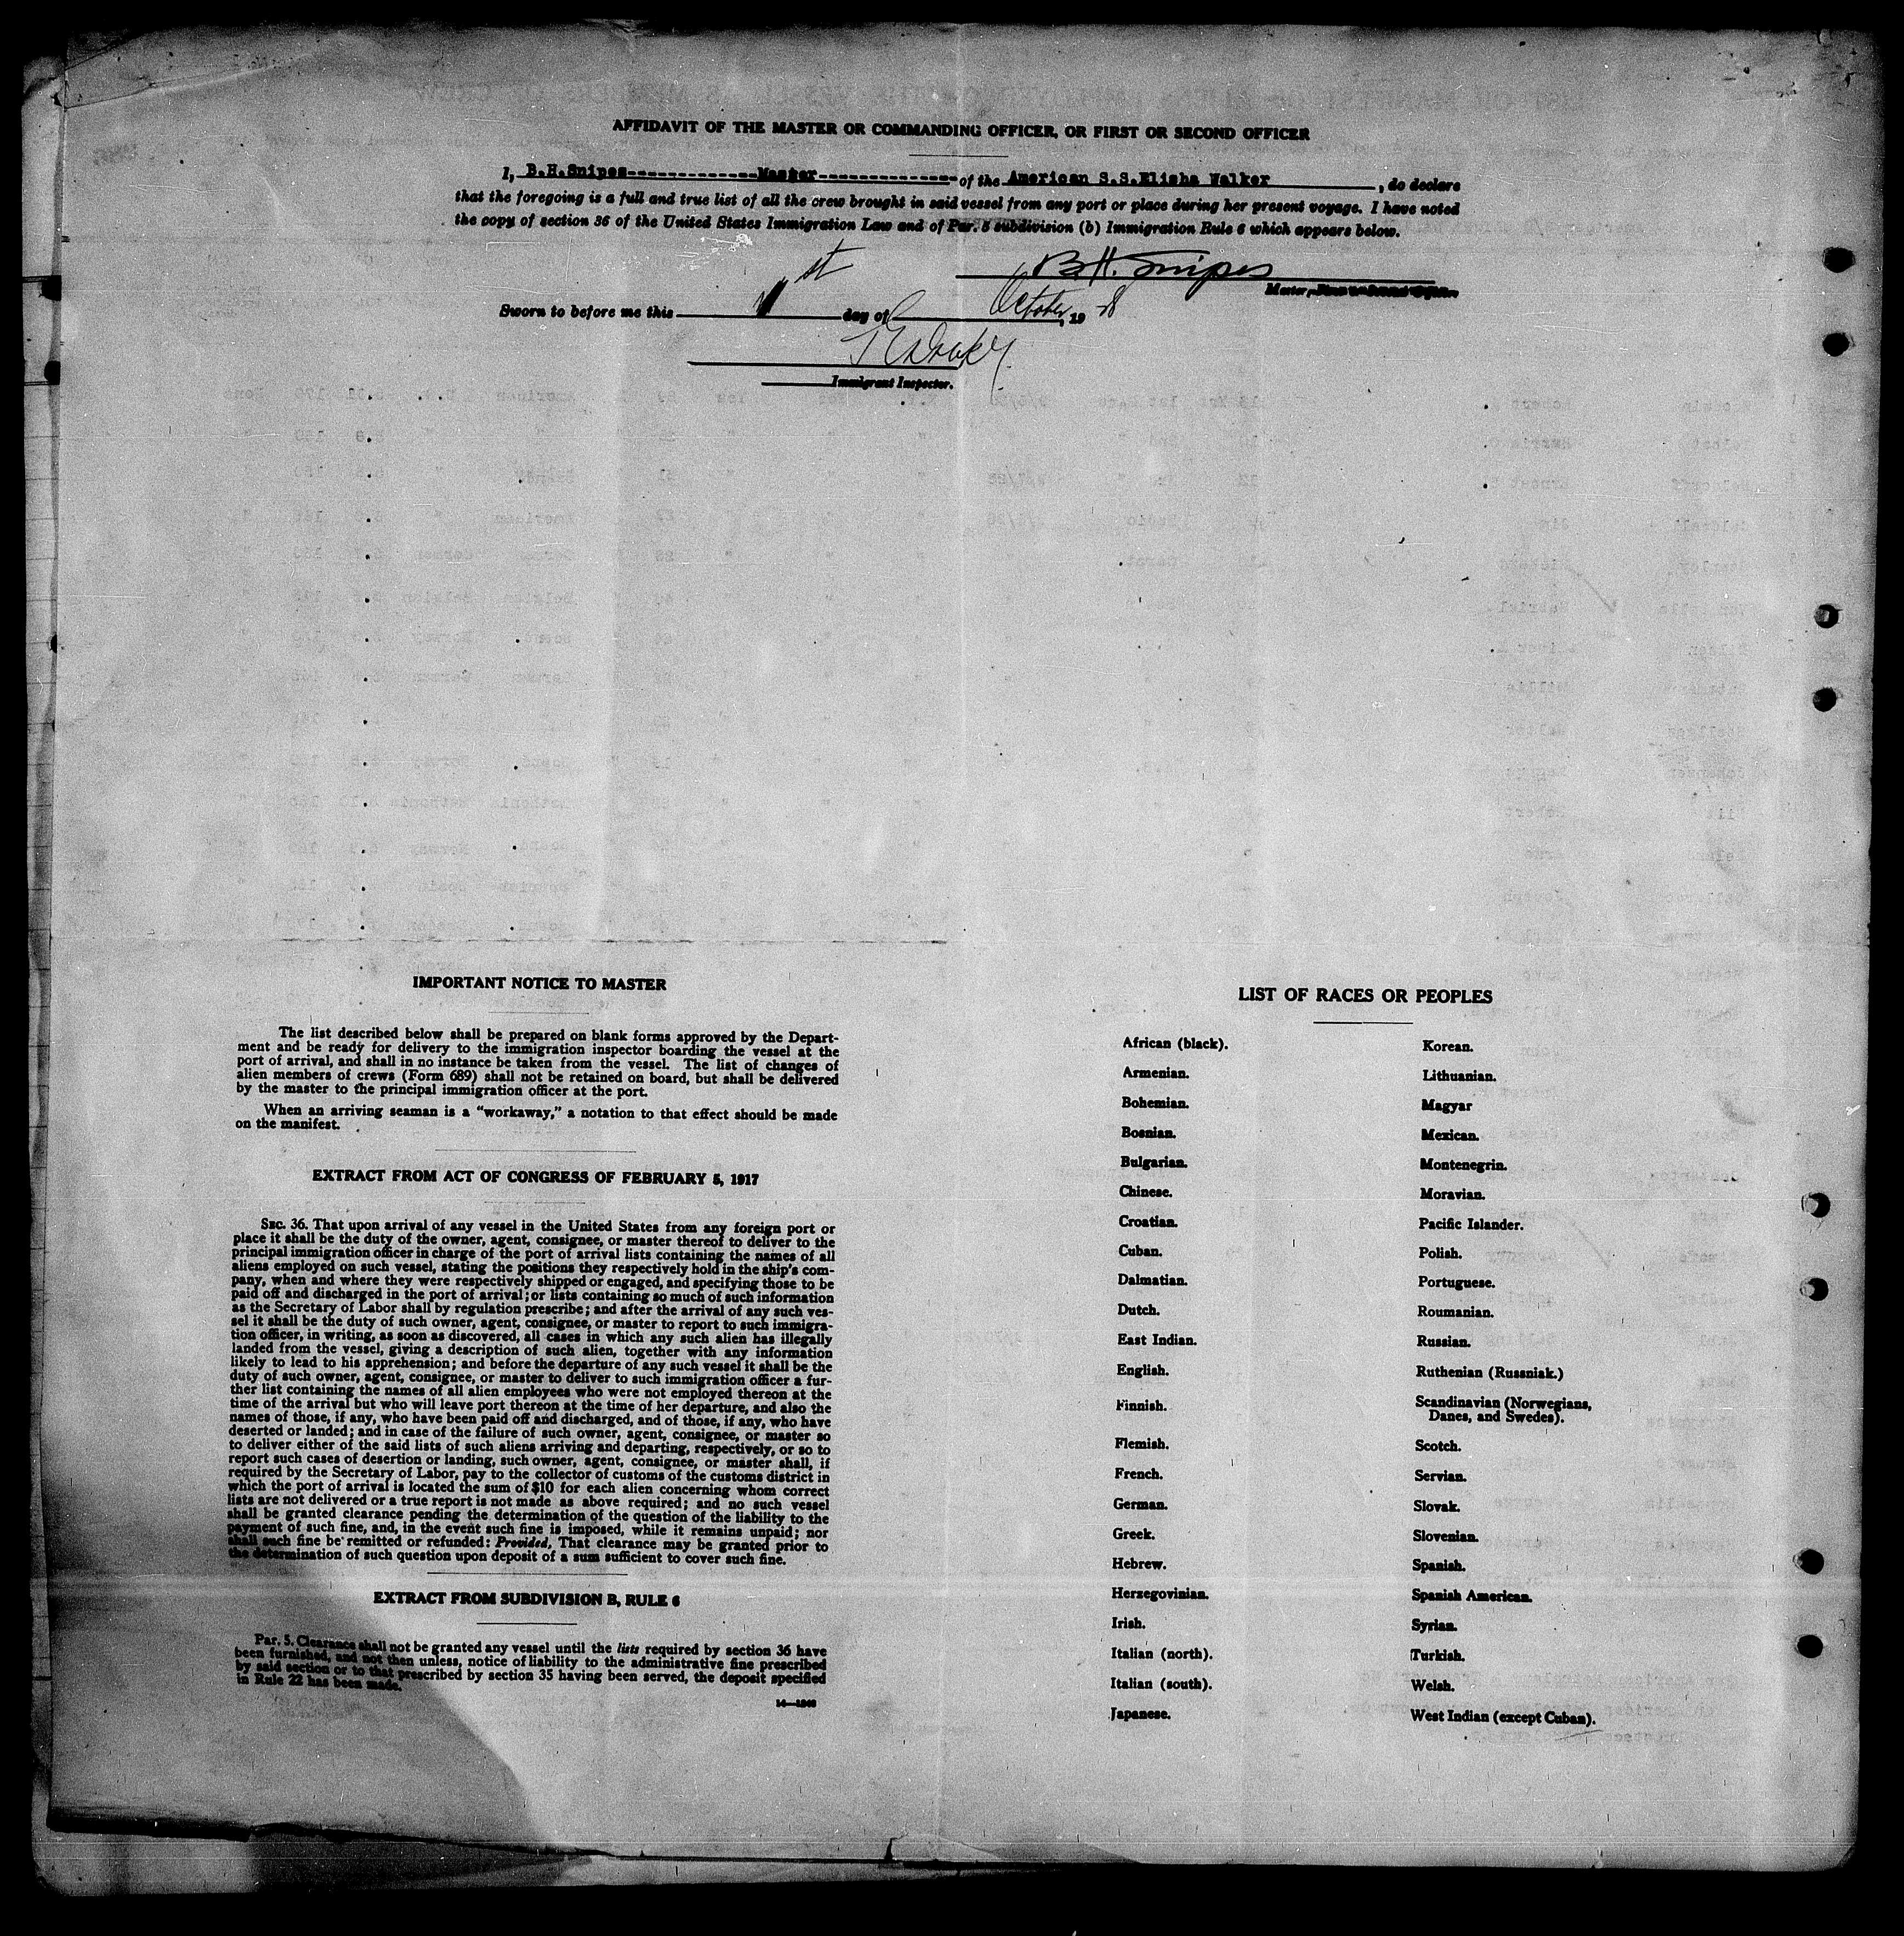 AFFIDAVIT OF THE MASTER OR COMMANDING OFFICER, OR FIRST OR SECOND OFFICER
I, B.H.Snipes-------------Master-------------- of the American S.S.Elisha Walker, do declare
that the foregoing is a full and true list of all the crew brought in said vessel from any port or place during her present voyage. I have noted
the copy of section 36 of the United States Immigration Law and of Par. 5 subdivision (b) Immigration Rule 6 which appears below.
B H. Snipes
Master,
Sworn to before me this 1st day of October, 1928
Immigrant Inspector.
IMPORTANT NOTICE TO MASTER
The list described below shall be prepared on blank forms approved by the Depart-
ment and be ready for delivery to the immigration inspector boarding the vessel at the
port of arrival, and shall in no instance be taken from the vessel. The list of changes of
alien members of crews (Form 689) shall not be retained on board, but shall be delivered
by the master to the principal immigration officer at the port.
When an arriving seaman is a "workaway," a notation to that effect should be made
on the manifest.
EXTRACT FROM ACT OF CONGRESS OF FEBRUARY 5, 1917
SEC. 36. That upon arrival of any vessel in the United States from any foreign port or
place it shall be the duty of the owner, agent, consignee, or master thereof to deliver to the
principal immigration officer in charge of the port of arrival lists containing the names of all
aliens employed on such vessel, stating the positions they respectively hold in the ship's com-
pany, when and where they were respectively shipped or engaged, and specifying those to be
paid off and discharged in the port of arrival; or lists containing so much of such information
as the Secretary of Labor shall by regulation prescribe; and after the arrival of any such ves-
sel it shall be the duty of such owner, agent, consignee, or master to report to such immigra-
tion officer, in writing, as soon as discovered, all cases in which any such alien has illegally
landed from the vessel, giving a description of such alien, together with any information
likely to lead to his apprehension; and before the departure of any such vessel it shall be the
duty of such owner, agent, consignee, or master to deliver to such immigration officer a fur-
ther list containing the names of all alien employees who were not employed thereon at the
time of the arrival but who will leave port thereon at the time of her departure, and also the
names of those, if any, who have been paid off and discharged, and of those, if any, who have
deserted or landed; and in case of the failure of such owner, agent, consignee, or master so
to deliver either of the said lists of such aliens arriving and departing, respectively, or so to
report such cases of desertion or landing, such owner, agent, consignee, or master shall, if
required by the Secretary of Labor, pay to the collector of customs of the customs district in
which the port of arrival is located the sum of $10 for each alien concerning whom correct
lists are not delivered or a true report is not made as above required; and no such vessel
shall be granted clearance pending the determination of the question of the liability to the
payment of such fine, and, in the event such fine is imposed, while it remains unpaid; nor
shall such fine be remitted or refunded: Provided, That clearance may be granted prior to
the determination of such question upon deposit of a sum sufficient to cover such fine.
EXTRACT FROM SUBDIVISION B, RULE 6
Par. 5. Clearance shall not be granted any vessel until the lists required by section 36 have
been furnished, and not then unless, notice of liability to the administrative fine prescribed
by said section or to that prescribed by section 35 having been served, the deposit specified
in Rule 22 has been made.
LIST OF RACES OR PEOPLES
African (black).
Armenian.
Bohemian.
Bosnian.
Bulgarian.
Chinese.
Croatian.
Cuban.
Dalmatian.
Dutch.
East Indian.
English.
Finnish.
Flemish.
French.
German.
Greek.
Hebrew.
Herzegovinian.
Irish.
Italian (north).
Italian (south).
Japanese.
Korean.
Lithuanian.
Magyar
Mexican.
Montenegrin.
Moravian.
Pacific Islander.
Polish.
Portuguese.
Roumanian.
Russian.
Ruthenian (Russniak.)
Scandinavian (Norwegians,
Danes, and Swedes).
Scotch.
Servian.
Slovak.
Slovenian.
Spanish.
Spanish American.
Syrian.
Turkish.
Welsh.
West Indian (except Cuban).